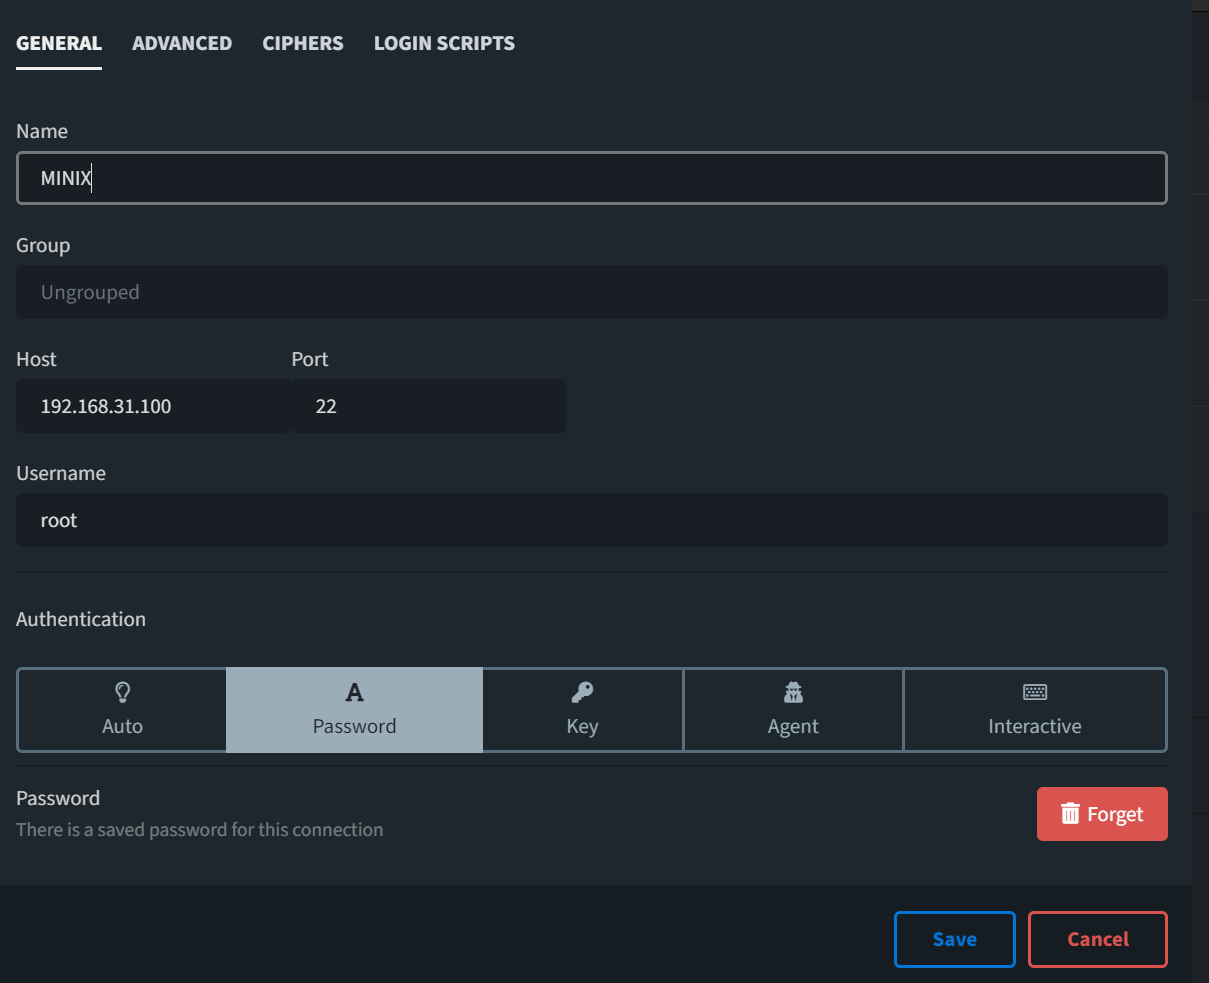 GENERAL ADVANCED CIPHERS LOGIN SCRIPTS
Name
MINIX
Group
Ungrouped
Host Port
192.168.31.100 22
Username
root
Authentication
Auto Password Key Agent Interactive
Password
There is a saved password for this connection
Forget
Save Cancel